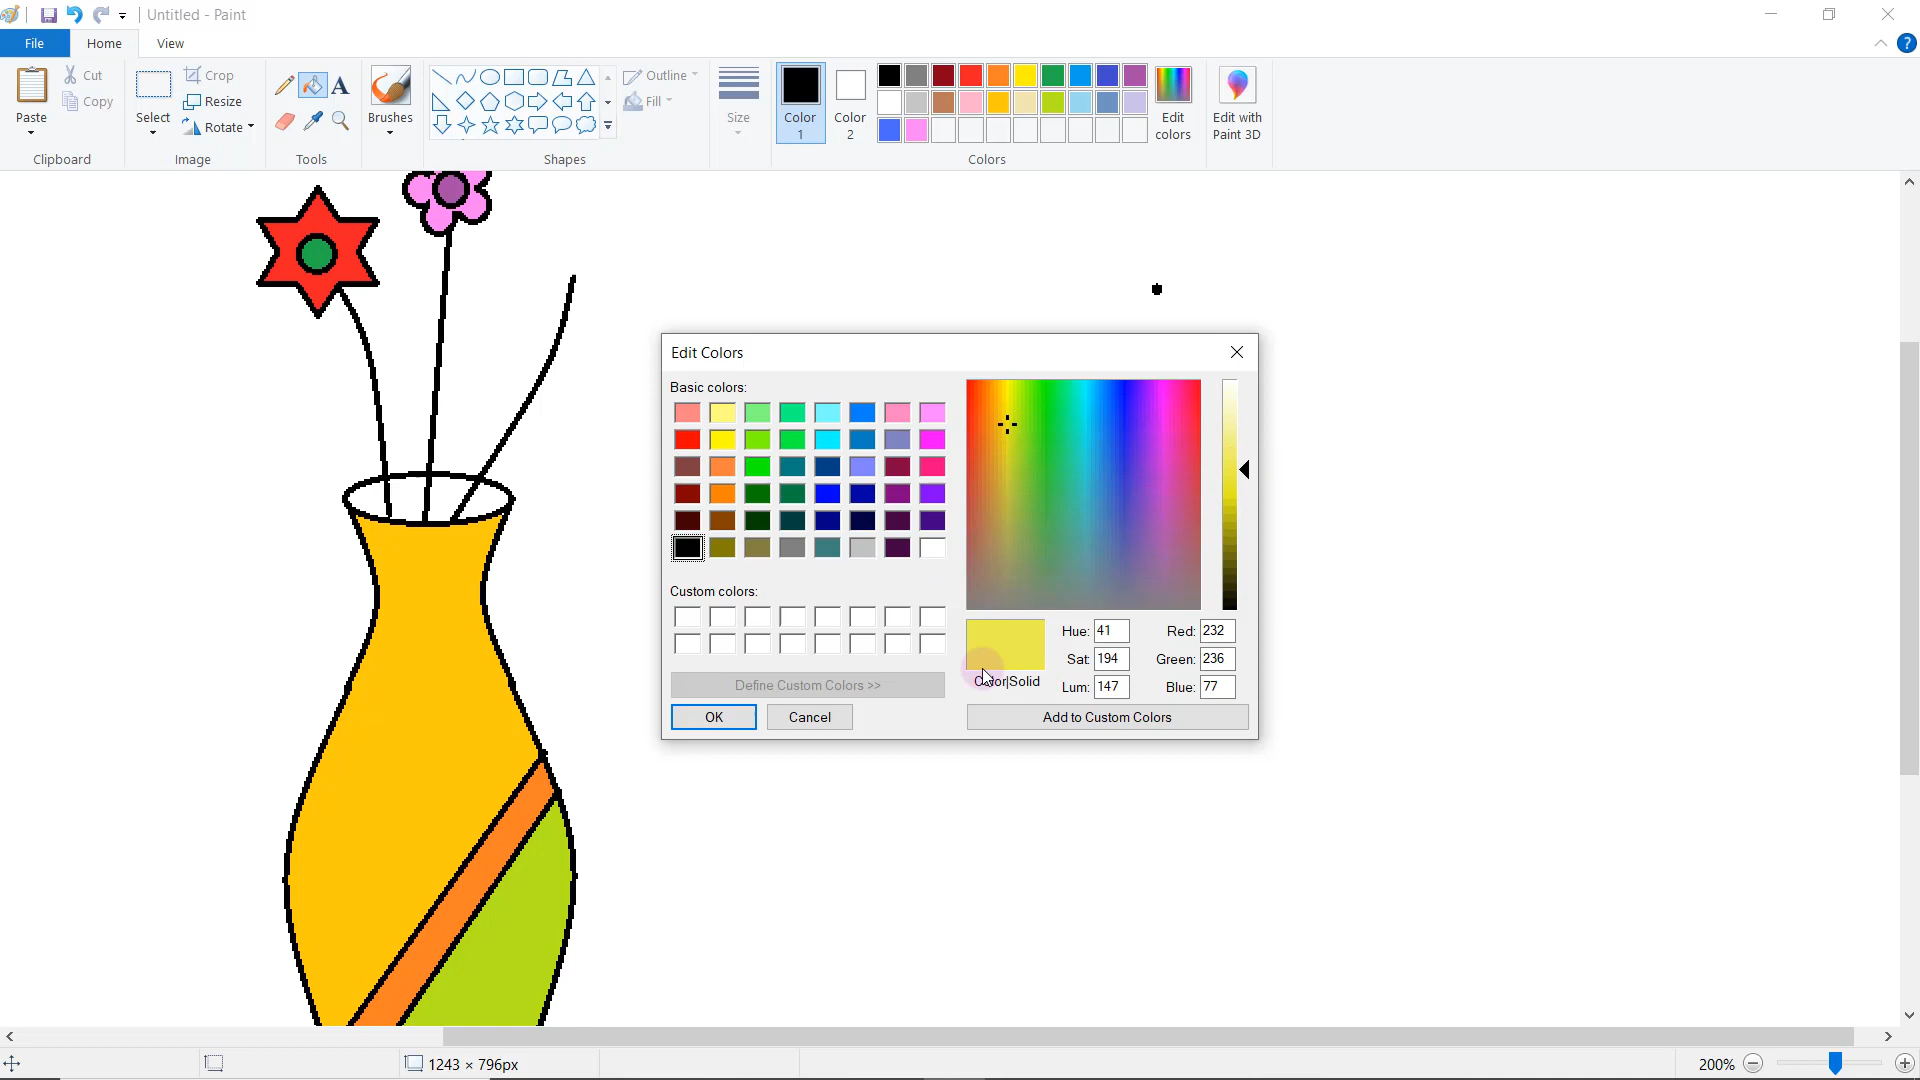 Untitled - Paint
File
Home
View
Paste
Cut
Copy
Clipboard
Select
Crop
Resize
Rotate
Image
A
Tools
Brushes
Shapes
Outline
Fill
Size
Color 1
Color 2
Colors
Edit colors
Edit with Paint 3D
?
Edit Colors
Basic colors:
Custom colors:
Define Custom Colors >>
OK
Cancel
Color|Solid
Hue: 41
Sat: 194
Lum: 147
Red: 232
Green: 236
Blue: 77
Add to Custom Colors
1243 × 796px
200%